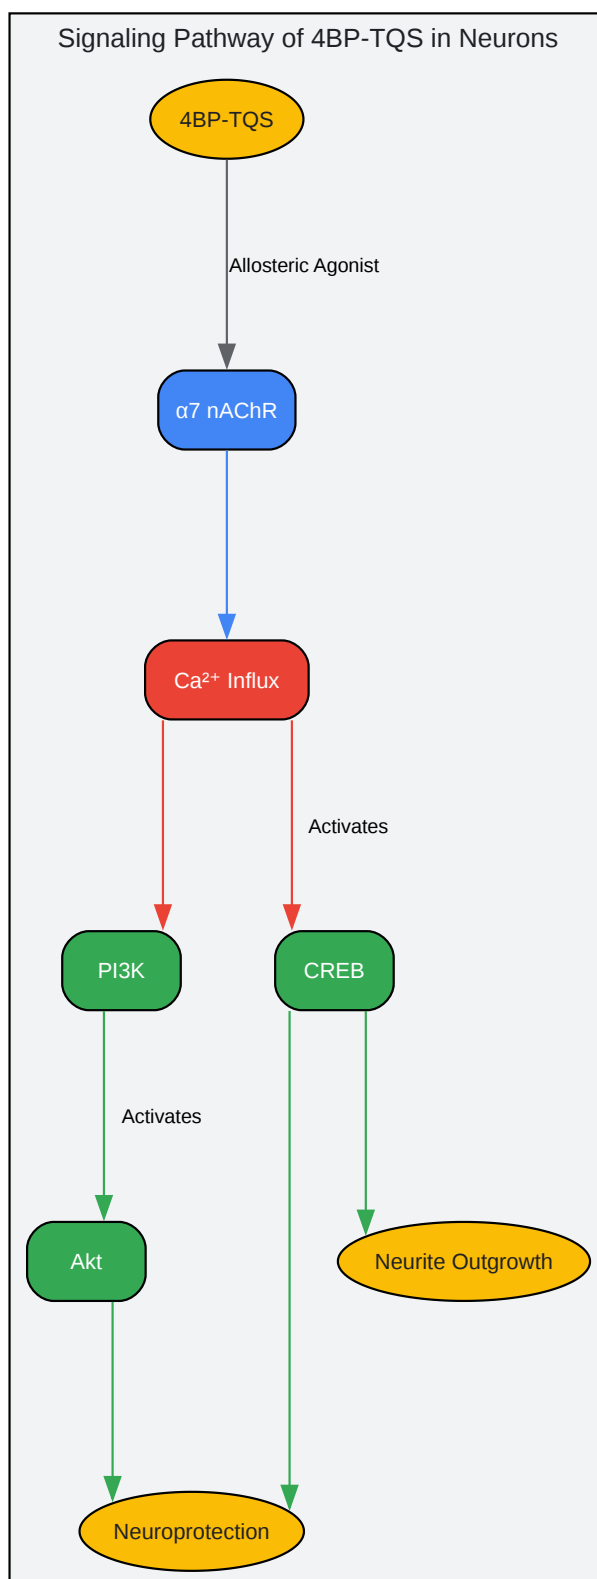 Signaling Pathway of 4BP-TQS in Neurons
4BP-TQS
Allosteric Agonist
α7 nAChR
Ca²⁺ Influx
Activates
PI3K
CREB
Activates
Akt
Neurite Outgrowth
Neuroprotection